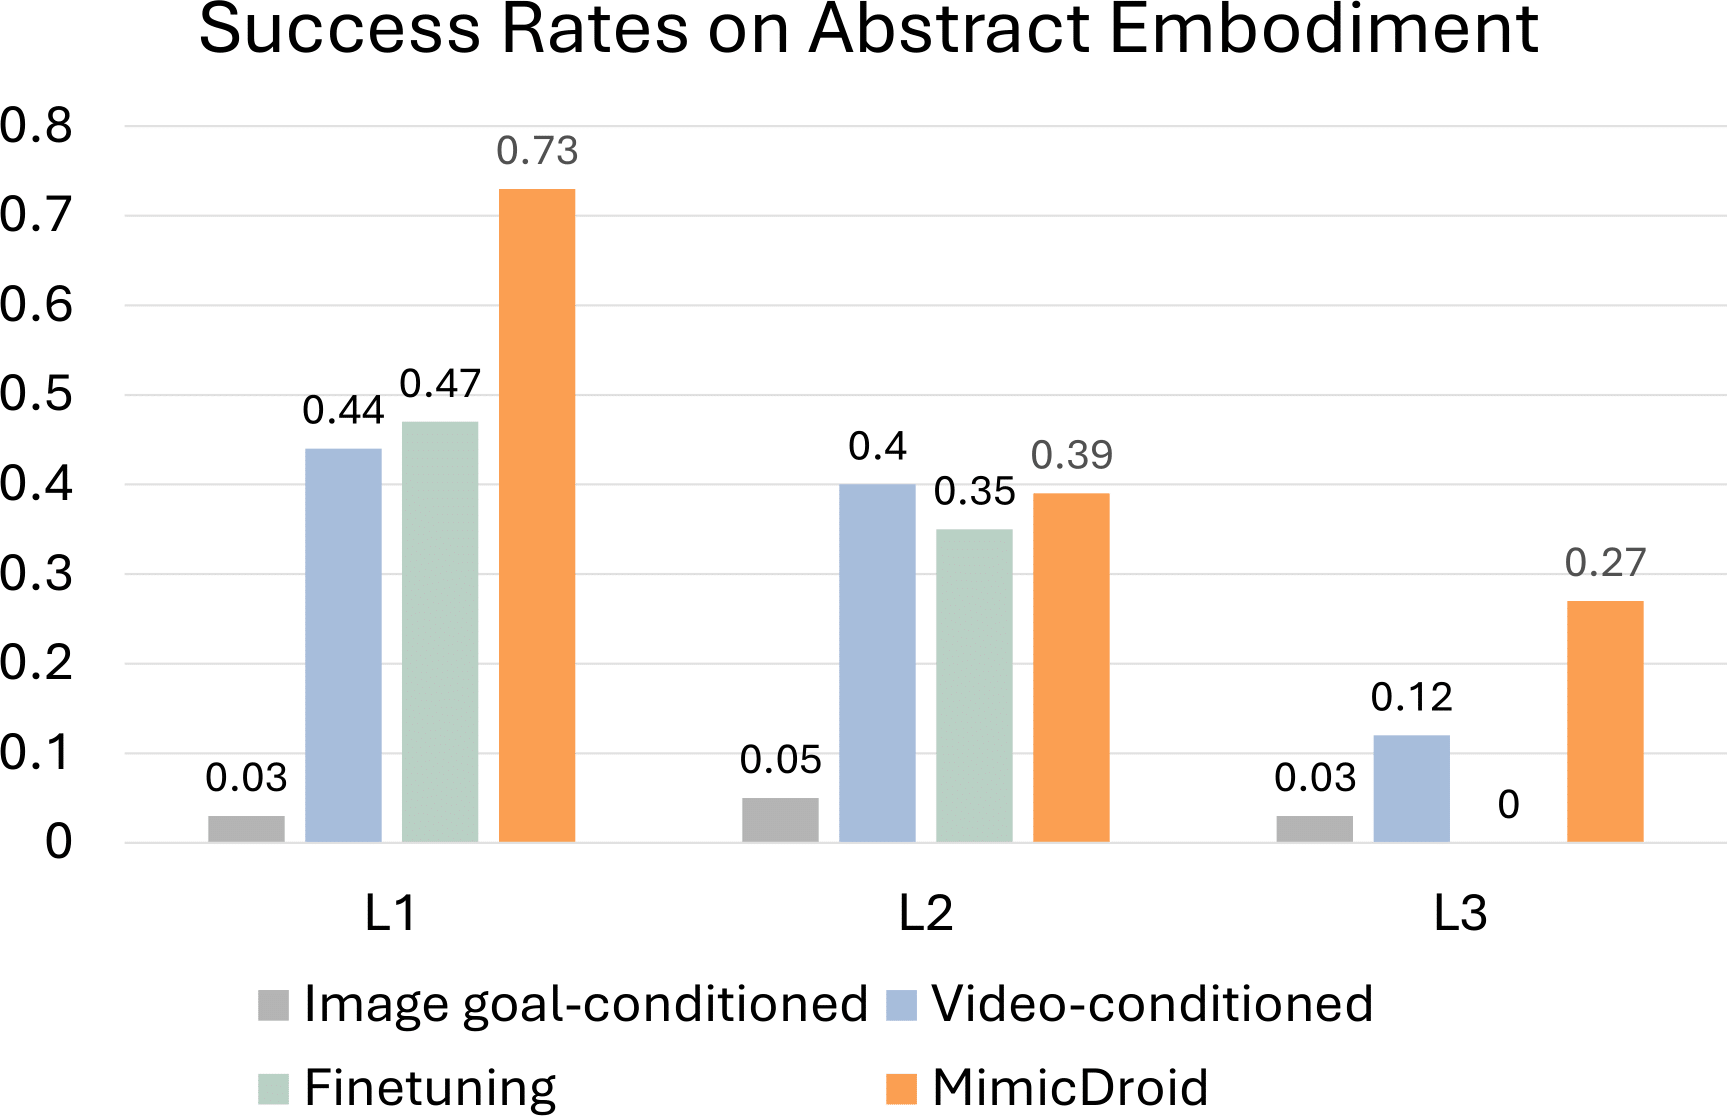 Success Rates on Abstract Embodiment
0.8
0.7
0.6
0.5
0.4
0.3
0.2
0.1
0
0.03
0.44
0.47
0.73
0.05
0.4
0.35
0.39
0.03
0.12
0
0.27
L1
L2
L3
Image goal-conditioned
Video-conditioned
Finetuning
MimicDroid